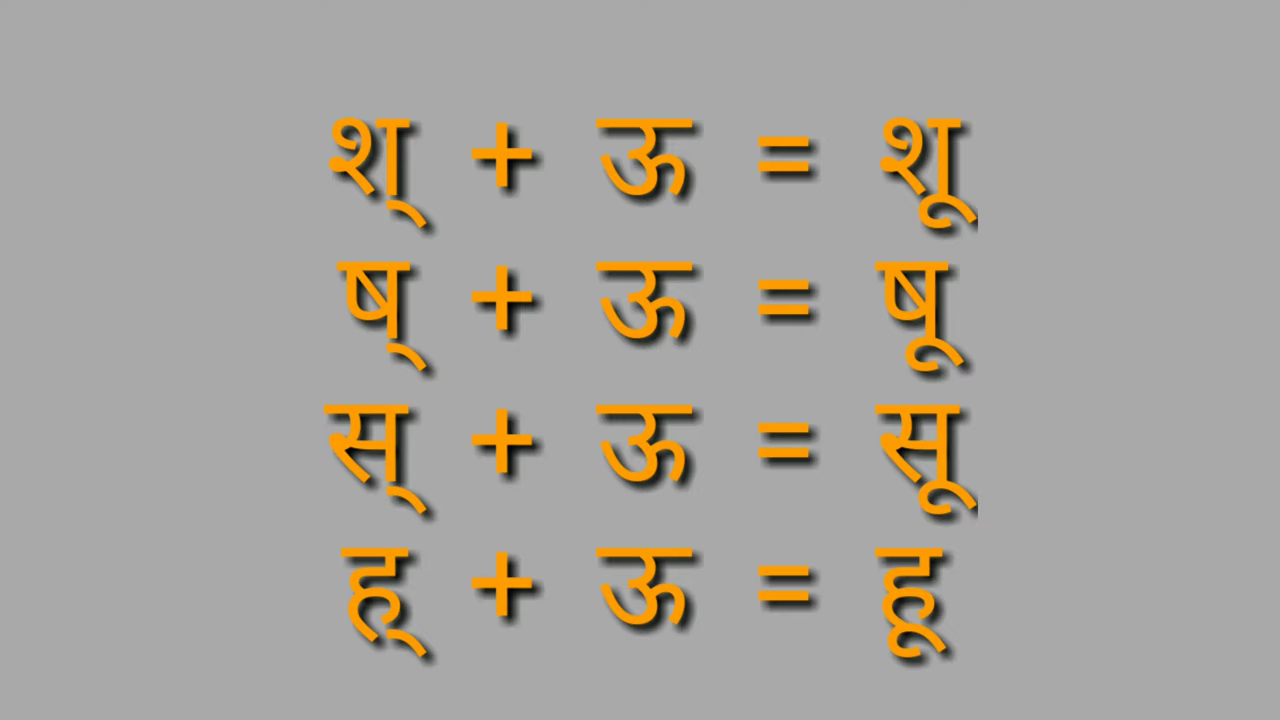 श् + ऊ = शू
ष् + ऊ = षू
स् + ऊ = सू
ह् + ऊ = हू